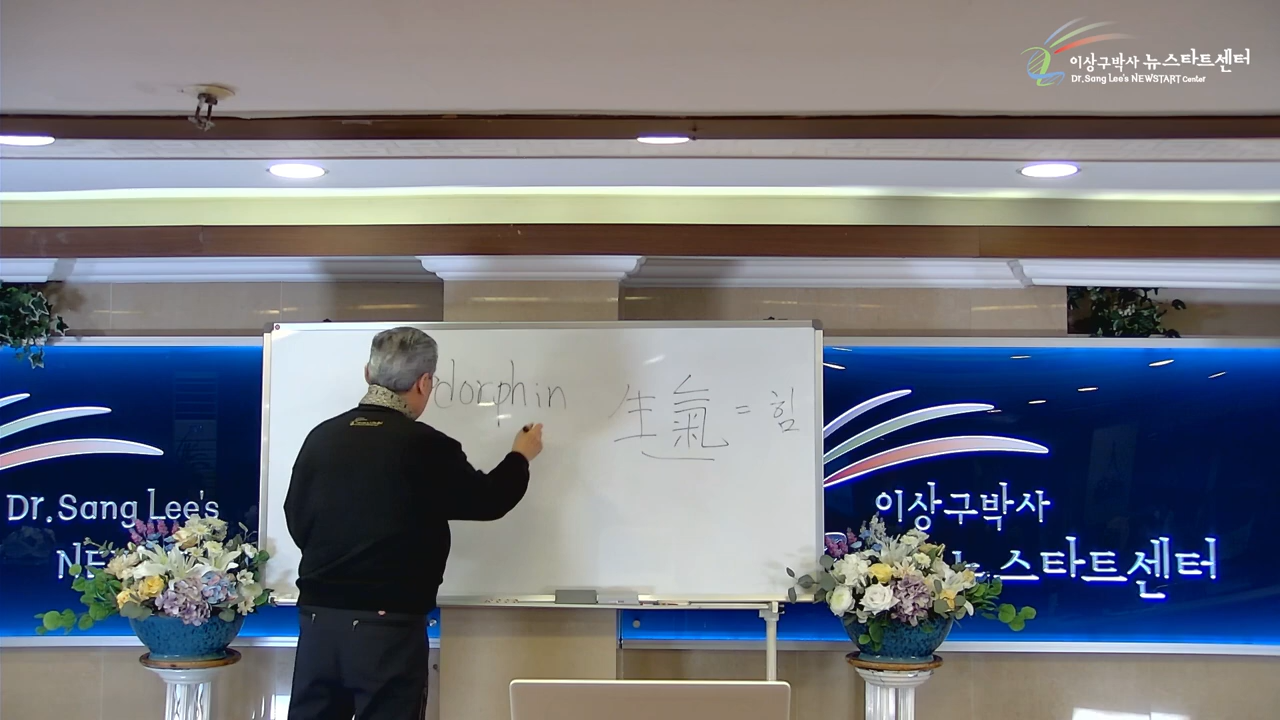 이상구박사 뉴스타트센터
Dr.Sang Lee's NEWSTART Center
dorphin
生氣 = 힘
Dr.Sang Lee's
이상구박사
뉴스타트센터